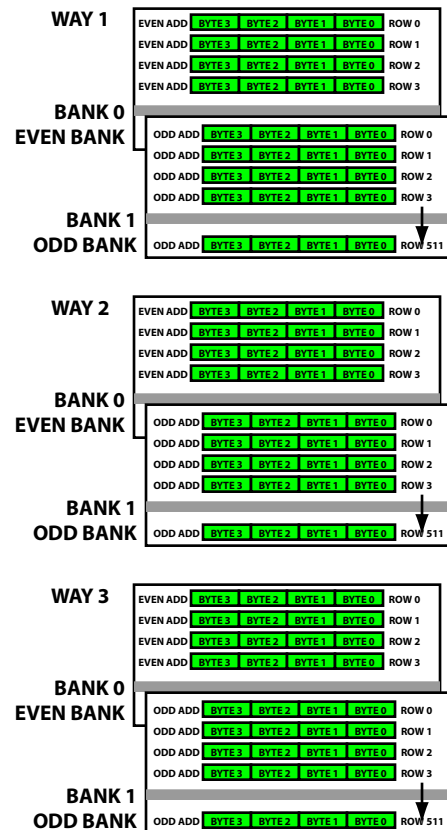 WAY 1
EVEN ADD BYTE 3 BYTE 2 BYTE 1 BYTE 0 ROW 0
EVEN ADD BYTE 3 BYTE 2 BYTE 1 BYTE 0 ROW 1
EVEN ADD BYTE 3 BYTE 2 BYTE 1 BYTE 0 ROW 2
EVEN ADD BYTE 3 BYTE 2 BYTE 1 BYTE 0 ROW 3
BANK 0
EVEN BANK
ODD ADD BYTE 3 BYTE 2 BYTE 1 BYTE 0 ROW 0
ODD ADD BYTE 3 BYTE 2 BYTE 1 BYTE 0 ROW 1
ODD ADD BYTE 3 BYTE 2 BYTE 1 BYTE 0 ROW 2
ODD ADD BYTE 3 BYTE 2 BYTE 1 BYTE 0 ROW 3
BANK 1
ODD BANK
ODD ADD BYTE 3 BYTE 2 BYTE 1 BYTE 0 ROW 511
WAY 2
EVEN ADD BYTE 3 BYTE 2 BYTE 1 BYTE 0 ROW 0
EVEN ADD BYTE 3 BYTE 2 BYTE 1 BYTE 0 ROW 1
EVEN ADD BYTE 3 BYTE 2 BYTE 1 BYTE 0 ROW 2
EVEN ADD BYTE 3 BYTE 2 BYTE 1 BYTE 0 ROW 3
BANK 0
EVEN BANK
ODD ADD BYTE 3 BYTE 2 BYTE 1 BYTE 0 ROW 0
ODD ADD BYTE 3 BYTE 2 BYTE 1 BYTE 0 ROW 1
ODD ADD BYTE 3 BYTE 2 BYTE 1 BYTE 0 ROW 2
ODD ADD BYTE 3 BYTE 2 BYTE 1 BYTE 0 ROW 3
BANK 1
ODD BANK
ODD ADD BYTE 3 BYTE 2 BYTE 1 BYTE 0 ROW 511
WAY 3
EVEN ADD BYTE 3 BYTE 2 BYTE 1 BYTE 0 ROW 0
EVEN ADD BYTE 3 BYTE 2 BYTE 1 BYTE 0 ROW 1
EVEN ADD BYTE 3 BYTE 2 BYTE 1 BYTE 0 ROW 2
EVEN ADD BYTE 3 BYTE 2 BYTE 1 BYTE 0 ROW 3
BANK 0
EVEN BANK
ODD ADD BYTE 3 BYTE 2 BYTE 1 BYTE 0 ROW 0
ODD ADD BYTE 3 BYTE 2 BYTE 1 BYTE 0 ROW 1
ODD ADD BYTE 3 BYTE 2 BYTE 1 BYTE 0 ROW 2
ODD ADD BYTE 3 BYTE 2 BYTE 1 BYTE 0 ROW 3
BANK 1
ODD BANK
ODD ADD BYTE 3 BYTE 2 BYTE 1 BYTE 0 ROW 511